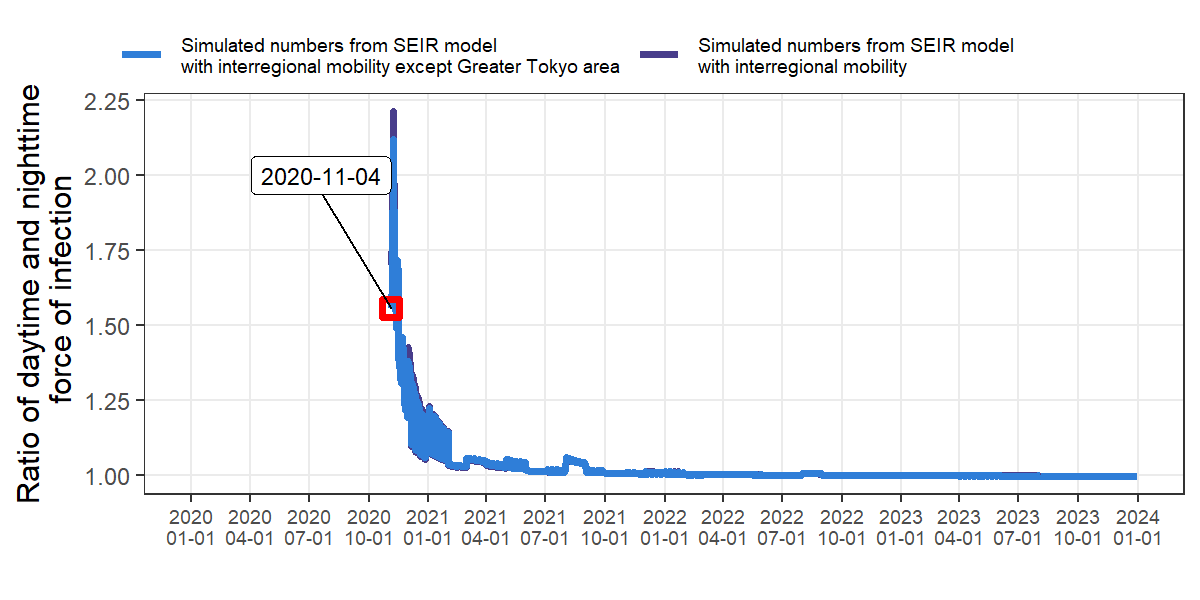 Simulated numbers from SEIR model
with interregional mobility except Greater Tokyo area
Simulated numbers from SEIR model
with interregional mobility
Ratio of daytime and nighttime
force of infection
2.25
2.00
1.75
1.50
1.25
1.00
2020-11-04
2020 2020 2020 2020 2021 2021 2021 2021 2022 2022 2022 2022 2023 2023 2023 2023 2024
01-01 04-01 07-01 10-01 01-01 04-01 07-01 10-01 01-01 04-01 07-01 10-01 01-01 04-01 07-01 10-01 01-01